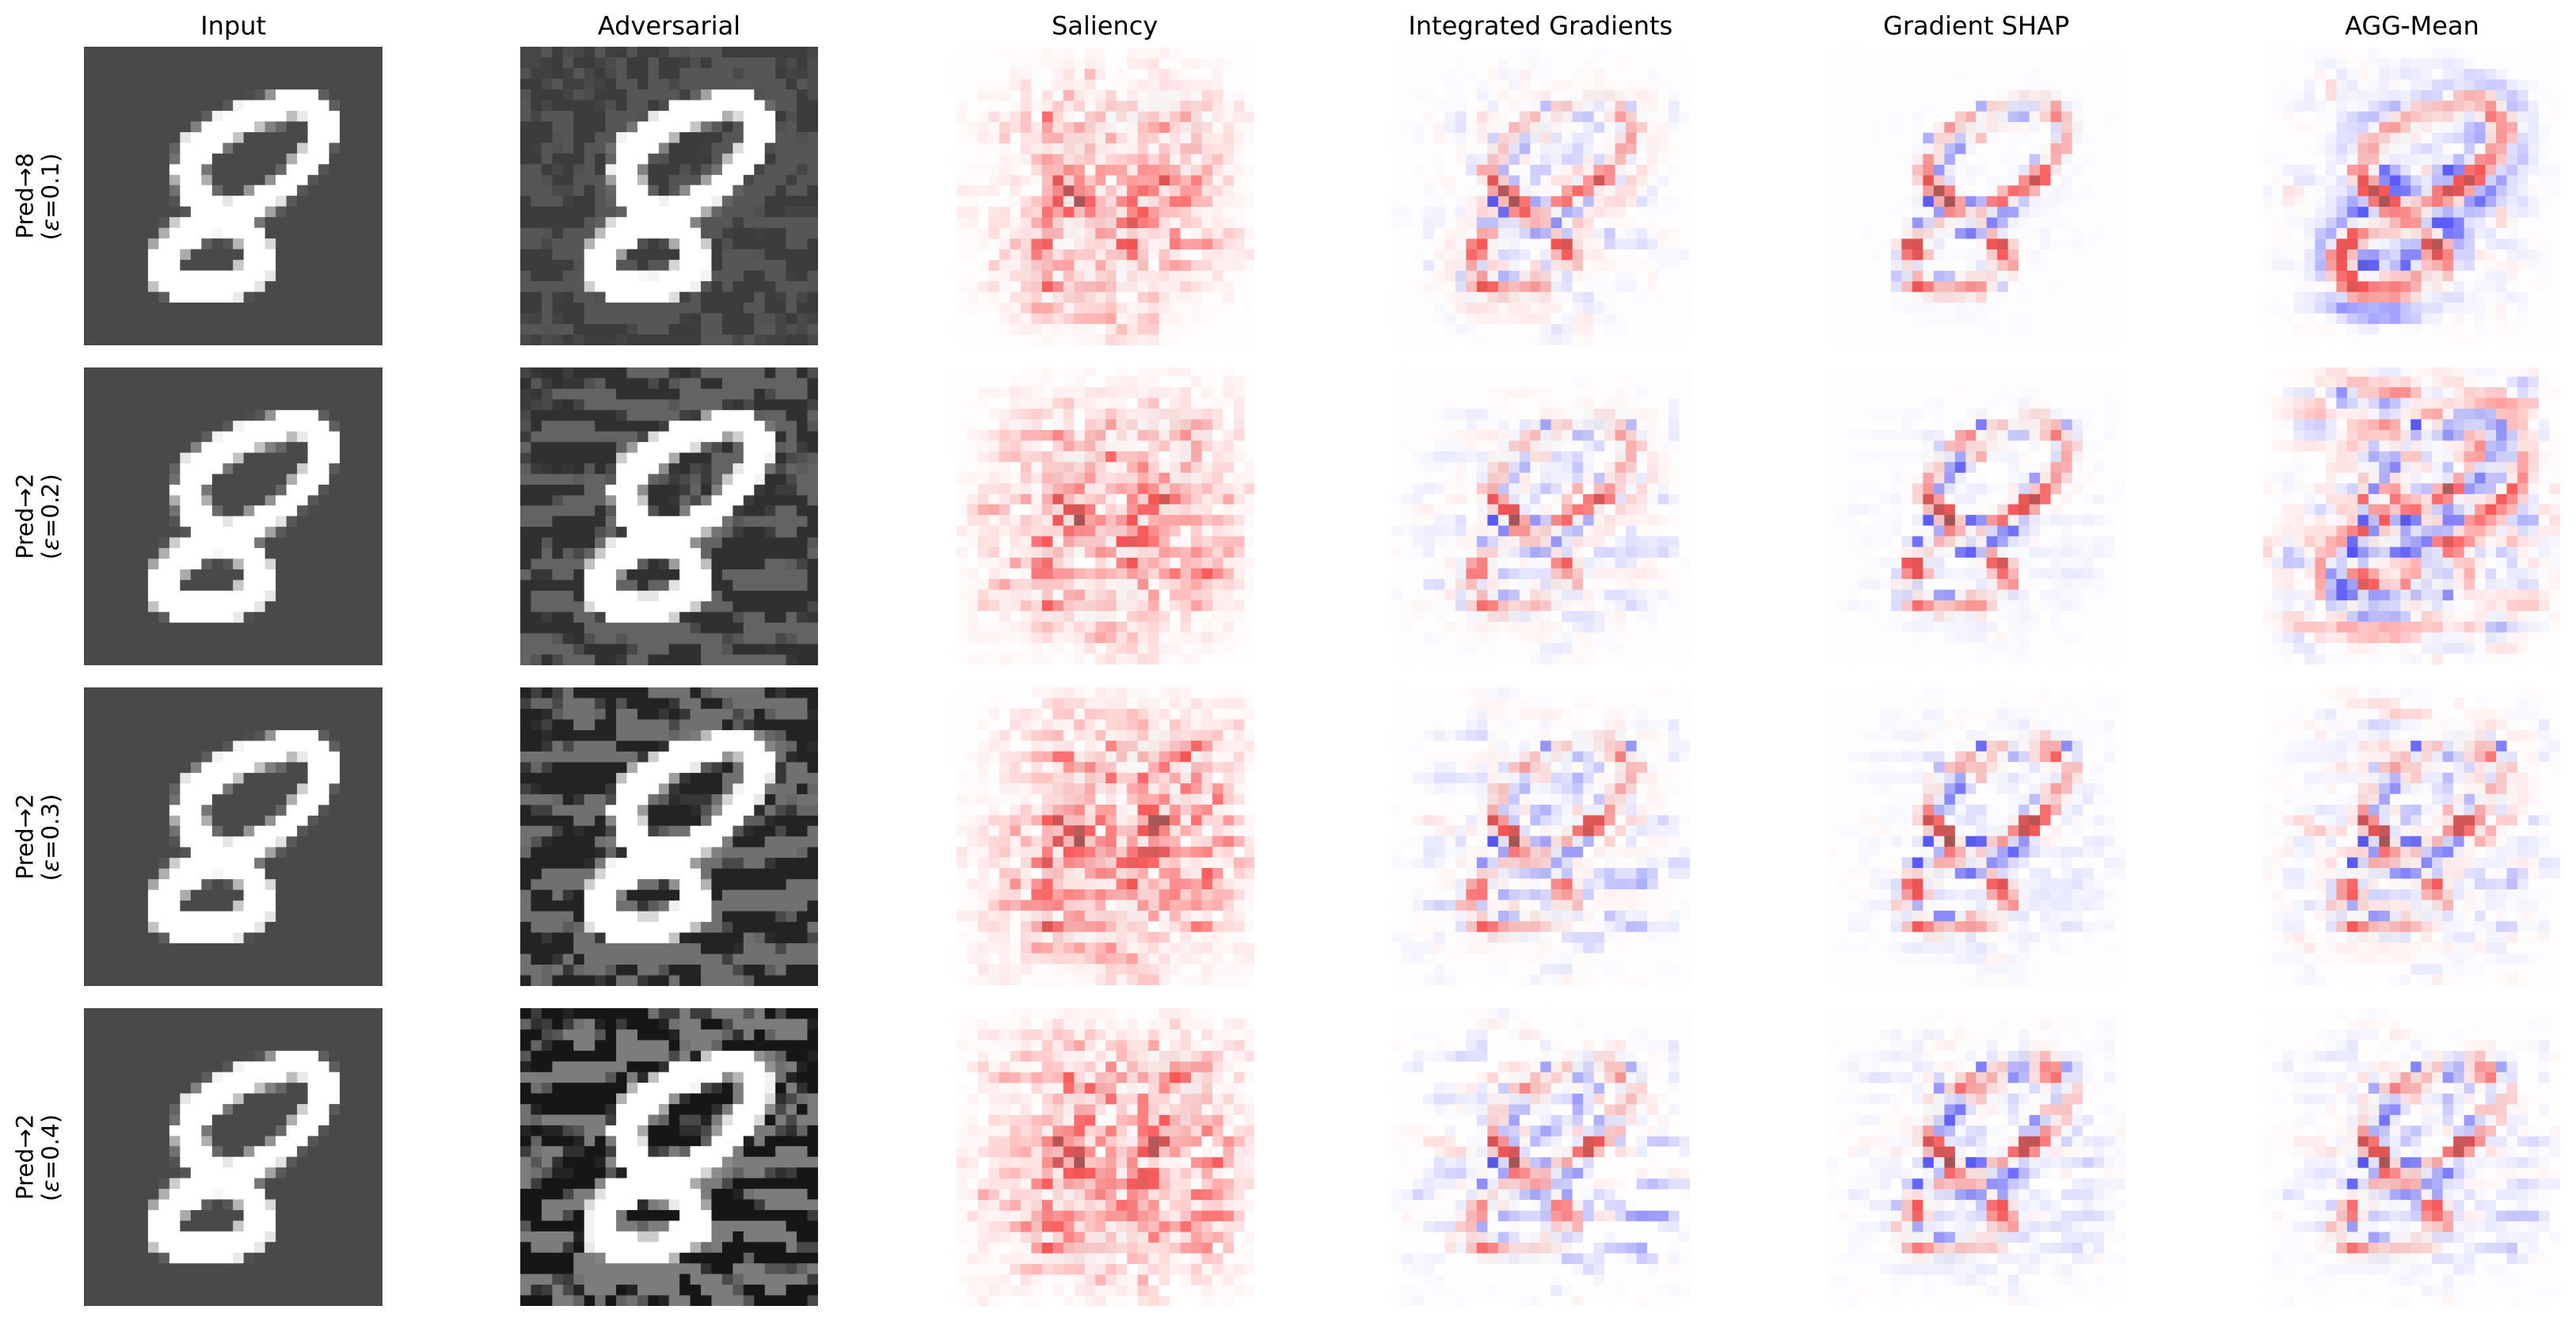 Input Adversarial Saliency Integrated Gradients Gradient SHAP AGG-Mean
Pred→8
(ε=0.1)
Pred→2
(ε=0.2)
Pred→2
(ε=0.3)
Pred→2
(ε=0.4)